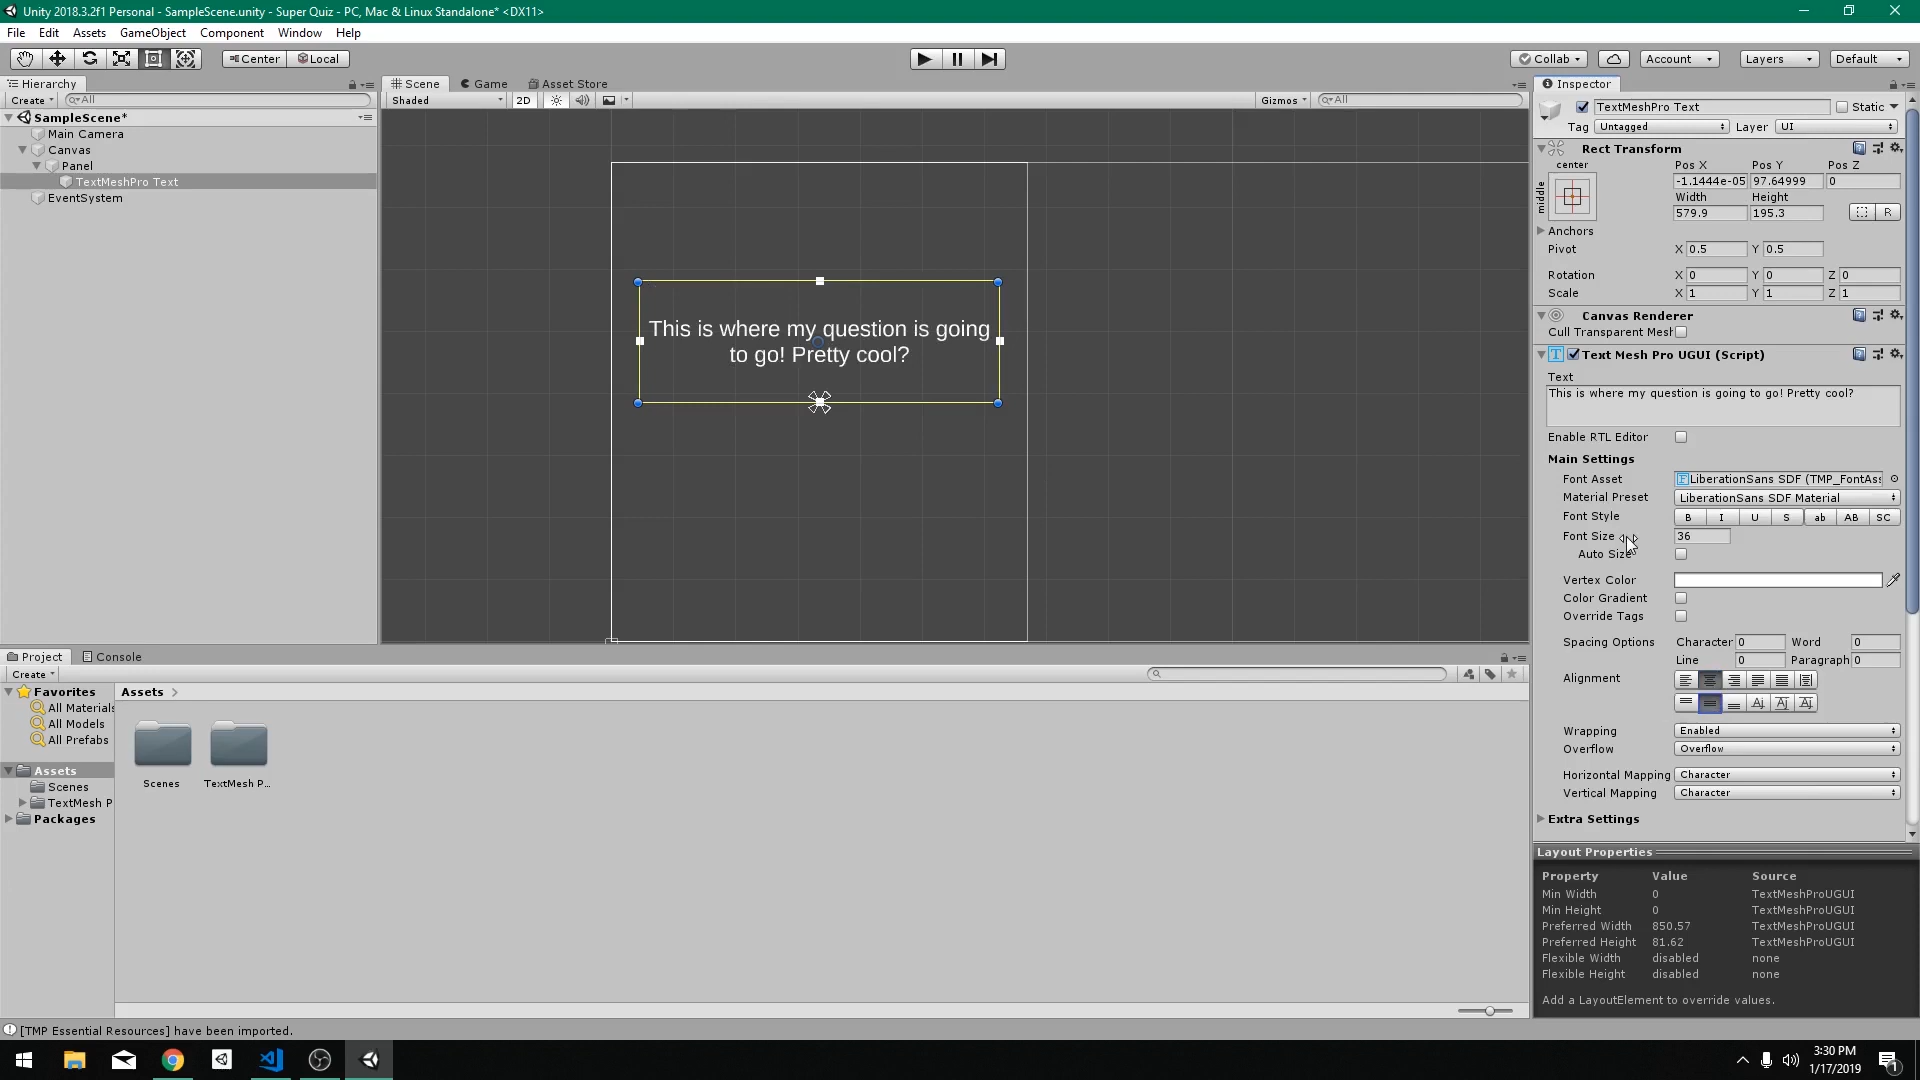 Unity 2018.3.2f1 Personal - SampleScene.unity - Super Quiz - PC, Mac & Linux Standalone* <DX11>
File Edit Assets GameObject Component Window Help
Center Local Collab Account Layers Default
Hierarchy
Create All
SampleScene*
Main Camera
Canvas
Panel
TextMeshPro Text
EventSystem
Scene Game Asset Store
Shaded 2D Gizmos All
This is where my question is going
to go! Pretty cool?
Inspector
TextMeshPro Text Static
Tag Untagged Layer UI
Rect Transform
center Pos X Pos Y Pos Z
middle -1.1444e-05 97.64999 0
Width Height
579.9 195.3 R
Anchors
Pivot X 0.5 Y 0.5
Rotation X 0 Y 0 Z 0
Scale X 1 Y 1 Z 1
Canvas Renderer
Cull Transparent Mesh
Text Mesh Pro UGUI (Script)
Text
This is where my question is going to go! Pretty cool?
Enable RTL Editor
Main Settings
Font Asset LiberationSans SDF (TMP_FontAss
Material Preset LiberationSans SDF Material
Font Style B I U S ab AB SC
Font Size 36
Auto Size
Vertex Color
Color Gradient
Override Tags
Spacing Options Character 0 Word 0
Line 0 Paragraph 0
Alignment
Wrapping Enabled
Overflow Overflow
Horizontal Mapping Character
Vertical Mapping Character
Extra Settings
Layout Properties
Property Value Source
Min Width 0 TextMeshProUGUI
Min Height 0 TextMeshProUGUI
Preferred Width 850.57 TextMeshProUGUI
Preferred Height 81.62 TextMeshProUGUI
Flexible Width disabled none
Flexible Height disabled none
Add a LayoutElement to override values.
Project Console
Create
Favorites
All Materials
All Models
All Prefabs
Assets
Scenes
TextMesh P
Packages
Assets
Scenes TextMesh P...
[TMP Essential Resources] have been imported.
3:30 PM
1/17/2019
1